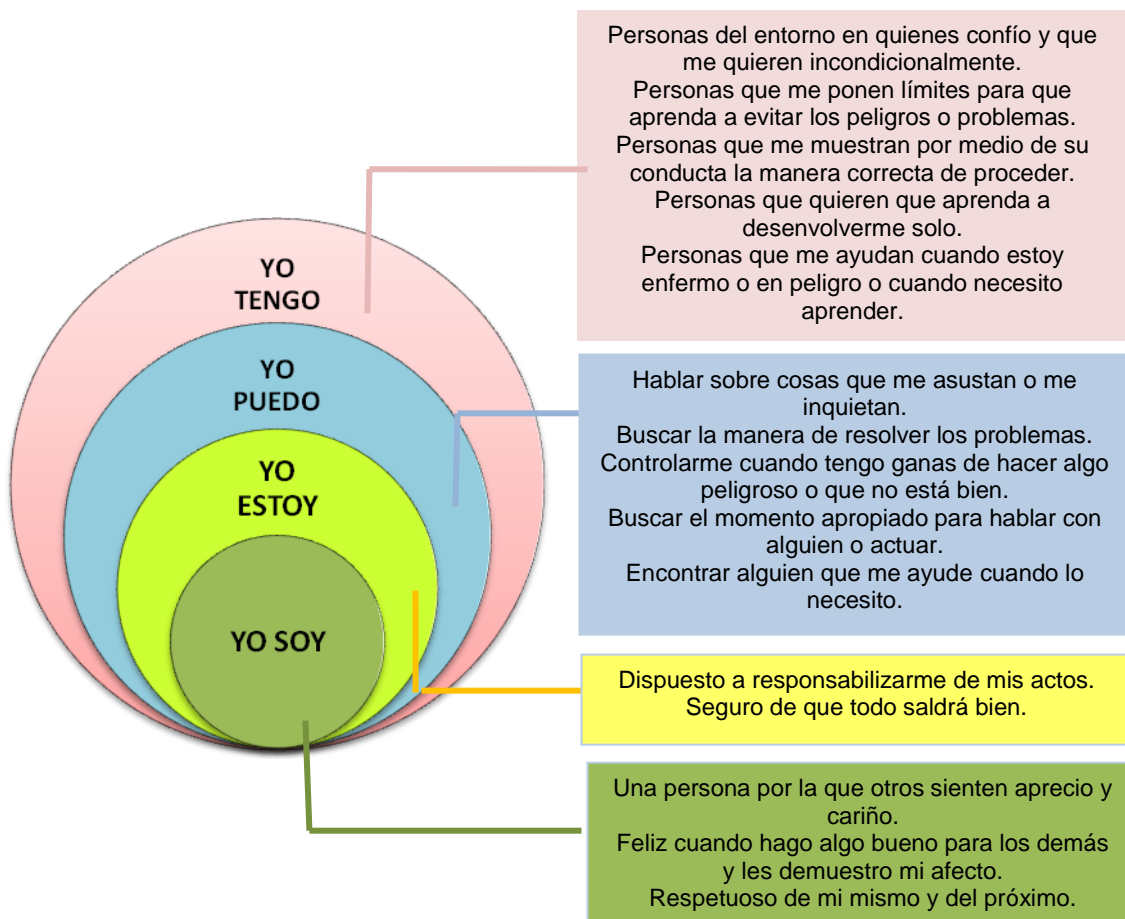 Personas del entorno en quienes confío y que
me quieren incondicionalmente.
Personas que me ponen límites para que
aprenda a evitar los peligros o problemas.
Personas que me muestran por medio de su
conducta la manera correcta de proceder.
Personas que quieren que aprenda a
desenvolverme solo.
Personas que me ayudan cuando estoy
enfermo o en peligro o cuando necesito
aprender.
YO
TENGO
YO
PUEDO
Hablar sobre cosas que me asustan o me
inquietan.
Buscar la manera de resolver los problemas.
Controlarme cuando tengo ganas de hacer algo
peligroso o que no está bien.
Buscar el momento apropiado para hablar con
alguien o actuar.
Encontrar alguien que me ayude cuando lo
necesito.
YO
ESTOY
Dispuesto a responsabilizarme de mis actos.
Seguro de que todo saldrá bien.
YO SOY
Una persona por la que otros sienten aprecio y
cariño.
Feliz cuando hago algo bueno para los demás
y les demuestro mi afecto.
Respetuoso de mi mismo y del próximo.